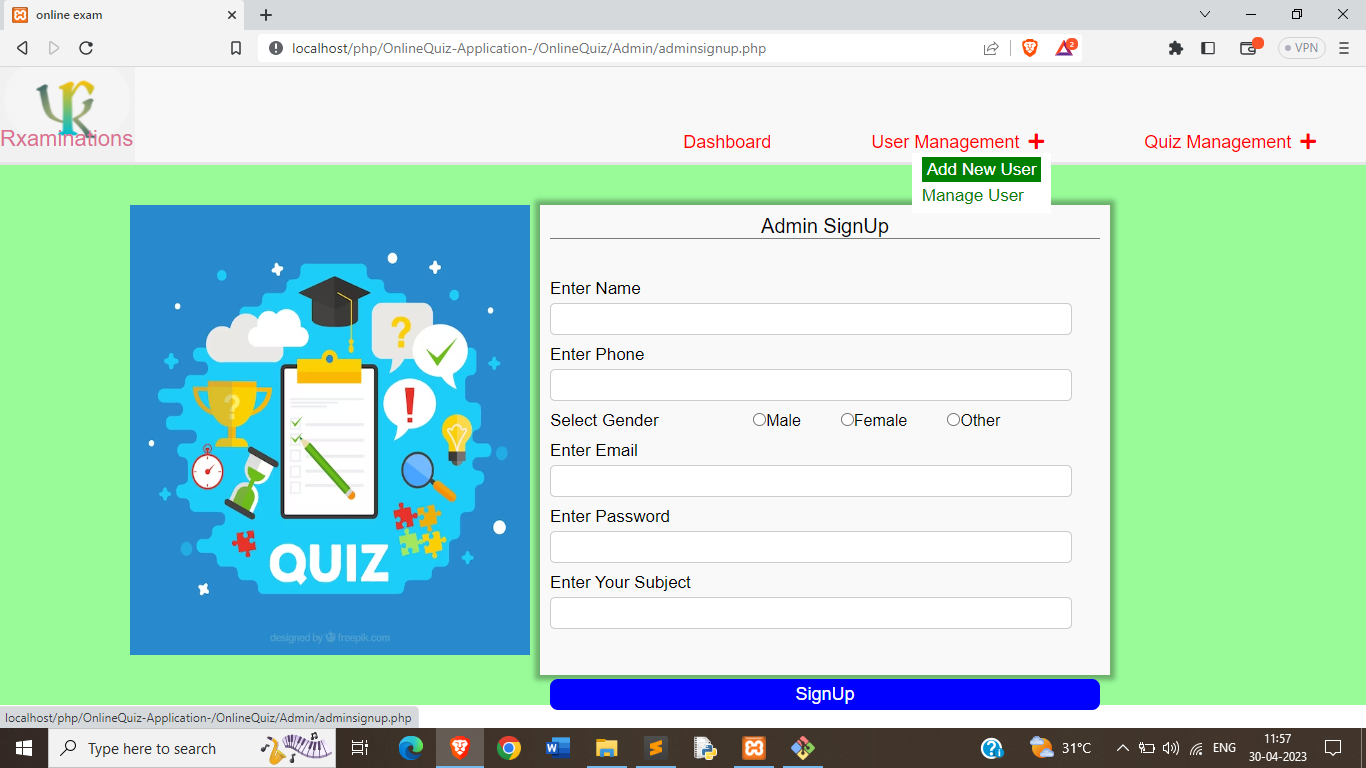 online exam
localhost/php/OnlineQuiz-Application-/OnlineQuiz/Admin/adminsignup.php
2
VPN
Rxaminations
Dashboard
User Management
Quiz Management
Add New User
Manage User
Admin SignUp
Enter Name
Enter Phone
Select Gender Male Female Other
Enter Email
Enter Password
Enter Your Subject
QUIZ
designed by freepik.com
SignUp
localhost/php/OnlineQuiz-Application-/OnlineQuiz/Admin/adminsignup.php
Type here to search
31°C
ENG
11:57
30-04-2023